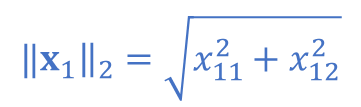 ‖𝐱₁‖₂ = √(x₁₁² + x₁₂²)